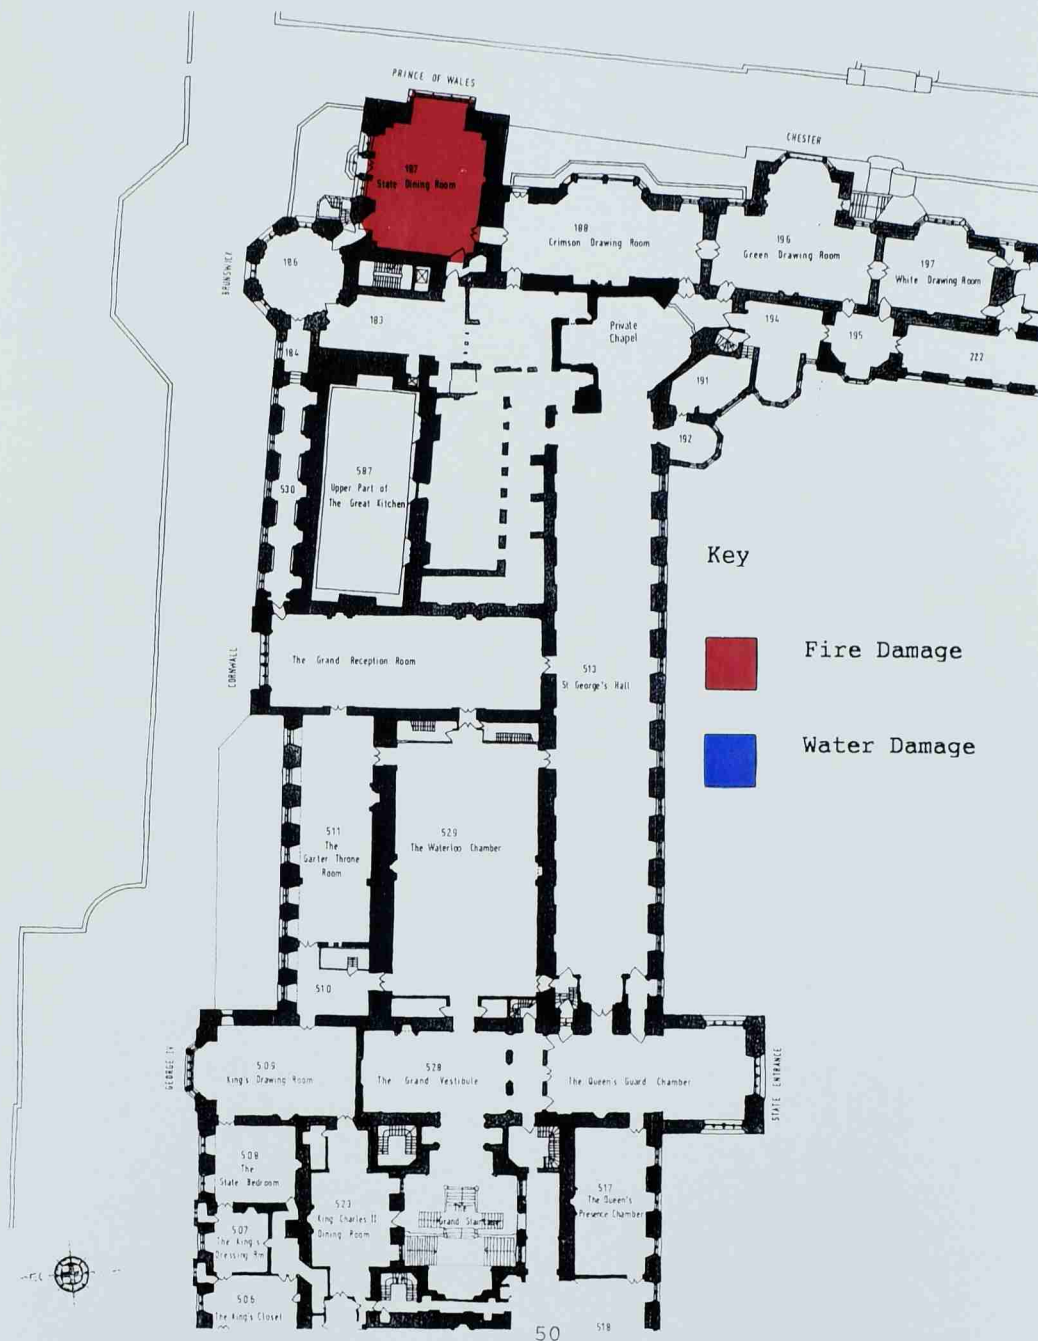 PRINCE OF WALES
CHESTER
187
State Dining Room
188
Crimson Drawing Room
196
Green Drawing Room
197
White Drawing Room
BRUNSWICK
186
183
Private
Chapel
194
195
222
184
191
192
587
Upper Part of
The Great Kitchen
530
Key
Fire Damage
Water Damage
CORNWALL
The Grand Reception Room
513
St George's Hall
511
The
Garter Throne
Room
529
The Waterloo Chamber
510
GEORGE IV
509
King's Drawing Room
528
The Grand Vestibule
The Queen's Guard Chamber
STATE ENTRANCE
508
The
State Bedroom
523
King Charles II
Dining Room
The
Grand Staircase
517
The Queen's
Presence Chamber
507
The King's
Dressing Rm
506
The King's Closet
518
50